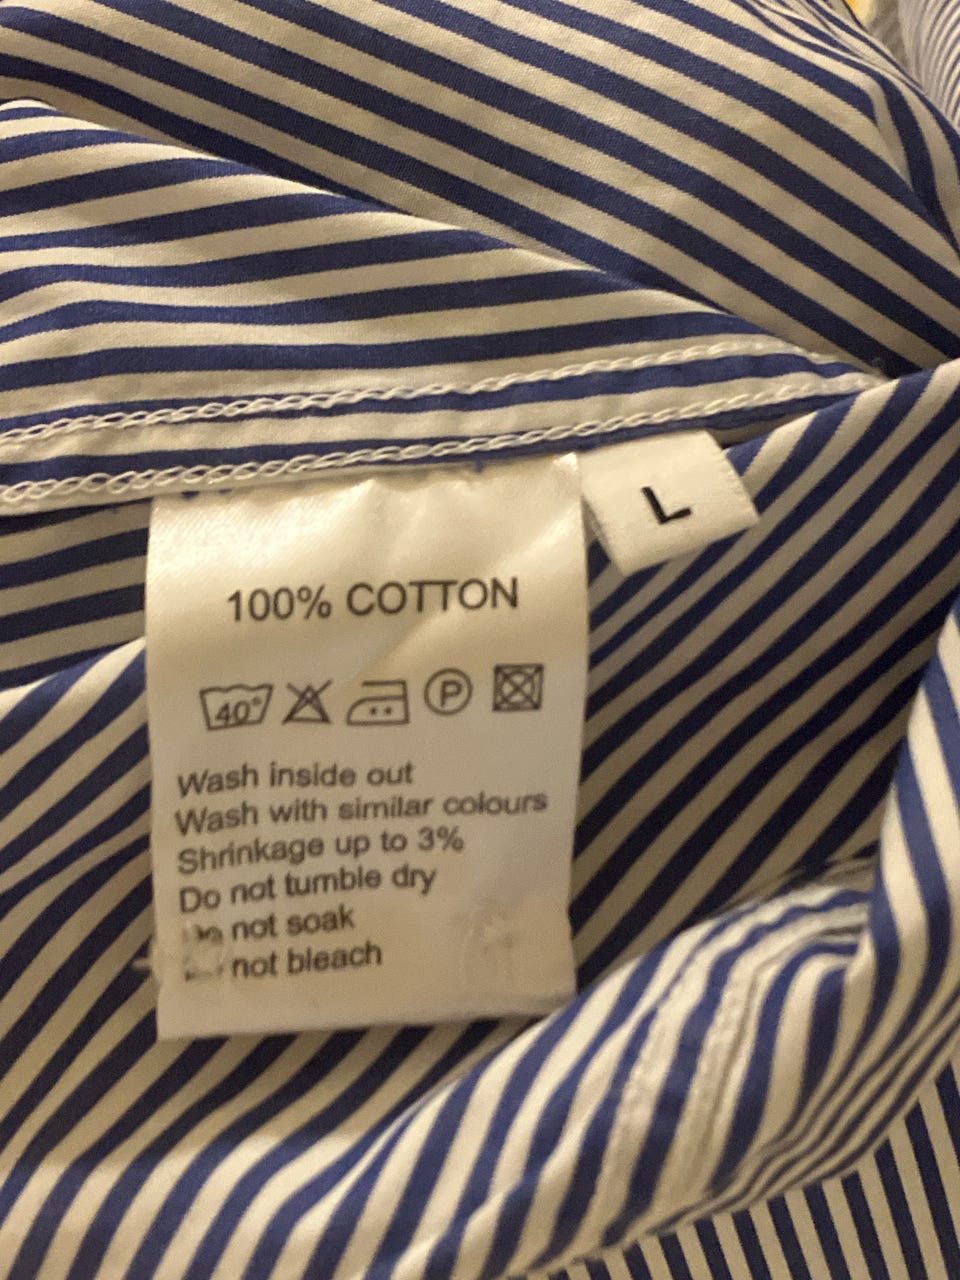 L
100% COTTON
40° P
Wash inside out
Wash with similar colours
Shrinkage up to 3%
Do not tumble dry
not soak
not bleach